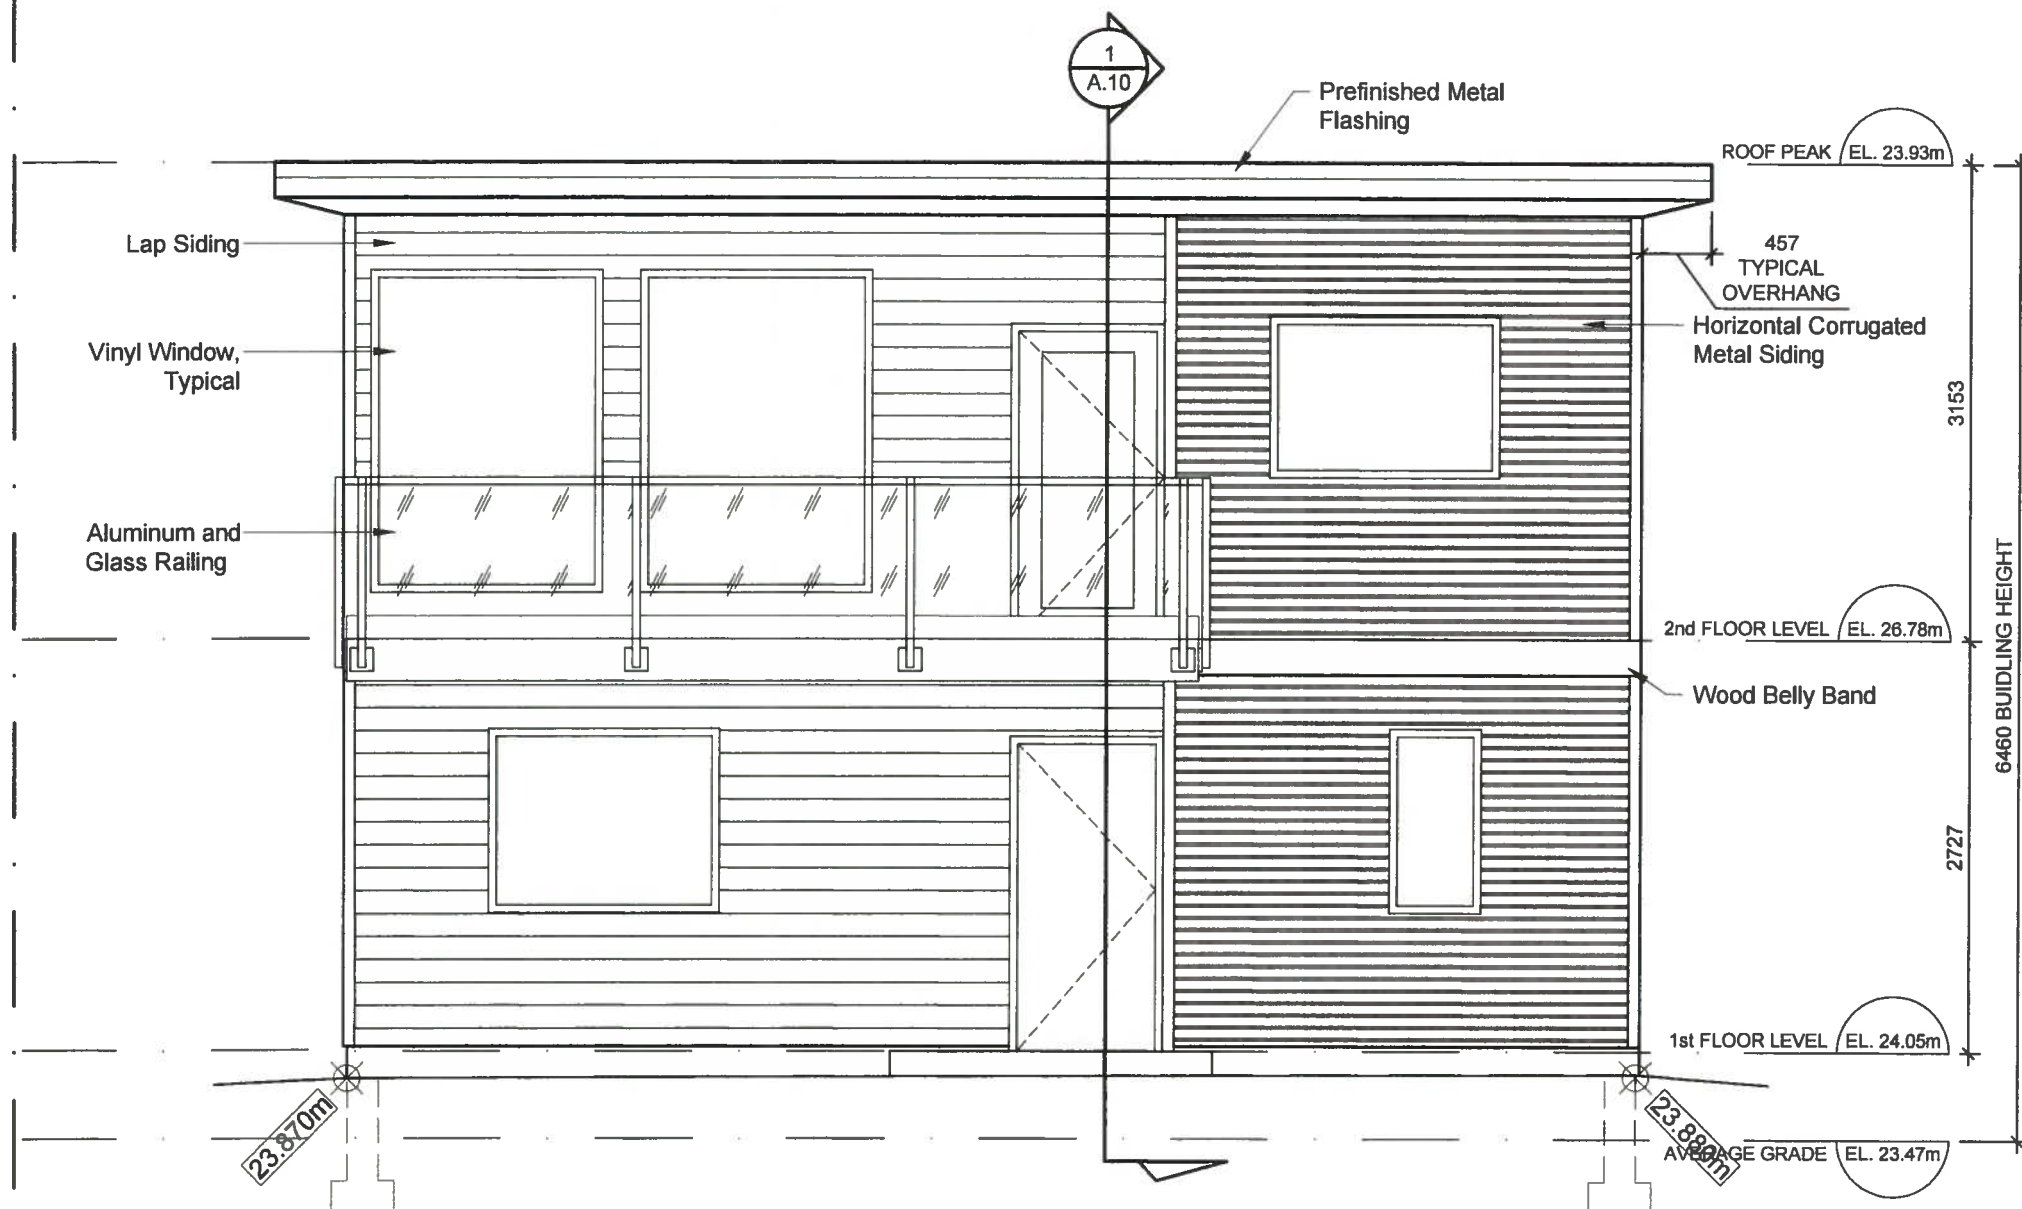 1
A.10
Prefinished Metal
Flashing
ROOF PEAK
EL. 23.93m
Lap Siding
457
TYPICAL
OVERHANG
Horizontal Corrugated
Metal Siding
Vinyl Window,
Typical
3153
Aluminum and
Glass Railing
6460 BUIDLING HEIGHT
2nd FLOOR LEVEL
EL. 26.78m
Wood Belly Band
2727
1st FLOOR LEVEL
EL. 24.05m
23.870m
23.880m
AVERAGE GRADE
EL. 23.47m